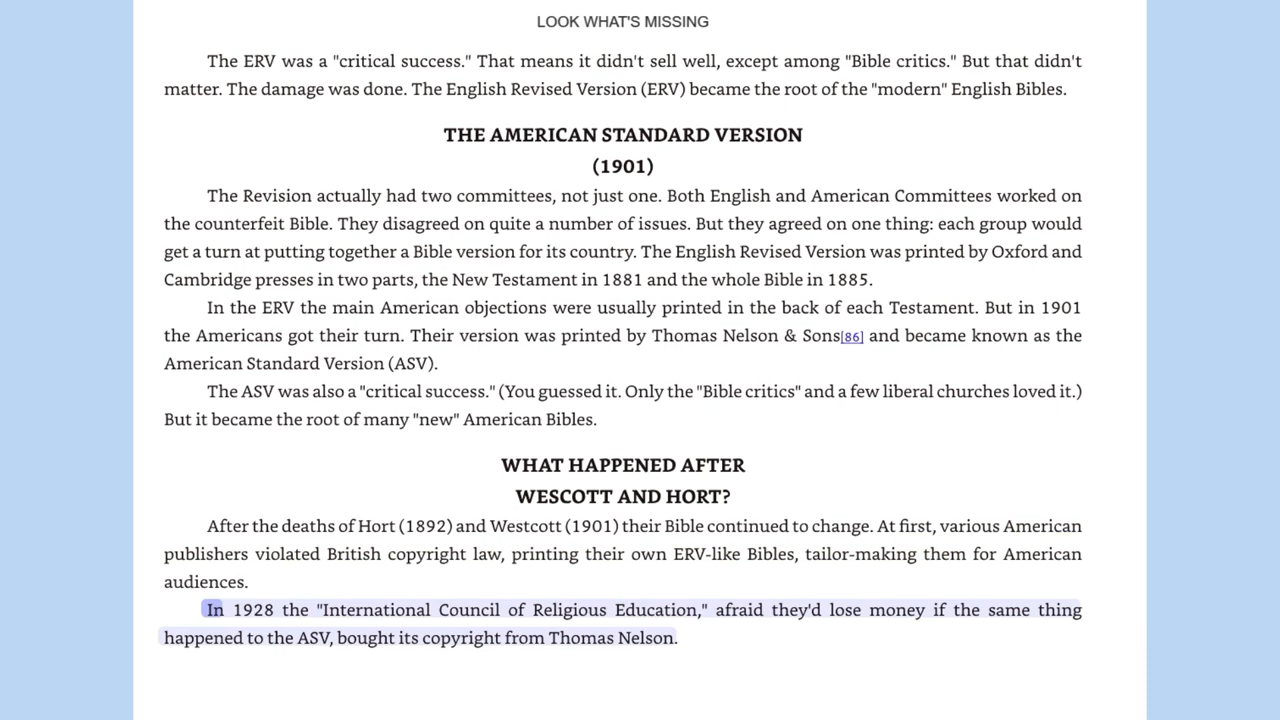 LOOK WHAT'S MISSING
The ERV was a "critical success." That means it didn't sell well, except among "Bible critics." But that didn't
matter. The damage was done. The English Revised Version (ERV) became the root of the "modern" English Bibles.
THE AMERICAN STANDARD VERSION
(1901)
The Revision actually had two committees, not just one. Both English and American Committees worked on
the counterfeit Bible. They disagreed on quite a number of issues. But they agreed on one thing: each group would
get a turn at putting together a Bible version for its country. The English Revised Version was printed by Oxford and
Cambridge presses in two parts, the New Testament in 1881 and the whole Bible in 1885.
In the ERV the main American objections were usually printed in the back of each Testament. But in 1901
the Americans got their turn. Their version was printed by Thomas Nelson & Sons[86] and became known as the
American Standard Version (ASV).
The ASV was also a "critical success." (You guessed it. Only the "Bible critics" and a few liberal churches loved it.)
But it became the root of many "new" American Bibles.
WHAT HAPPENED AFTER
WESCOTT AND HORT?
After the deaths of Hort (1892) and Westcott (1901) their Bible continued to change. At first, various American
publishers violated British copyright law, printing their own ERV-like Bibles, tailor-making them for American
audiences.
In 1928 the "International Council of Religious Education," afraid they'd lose money if the same thing
happened to the ASV, bought its copyright from Thomas Nelson.